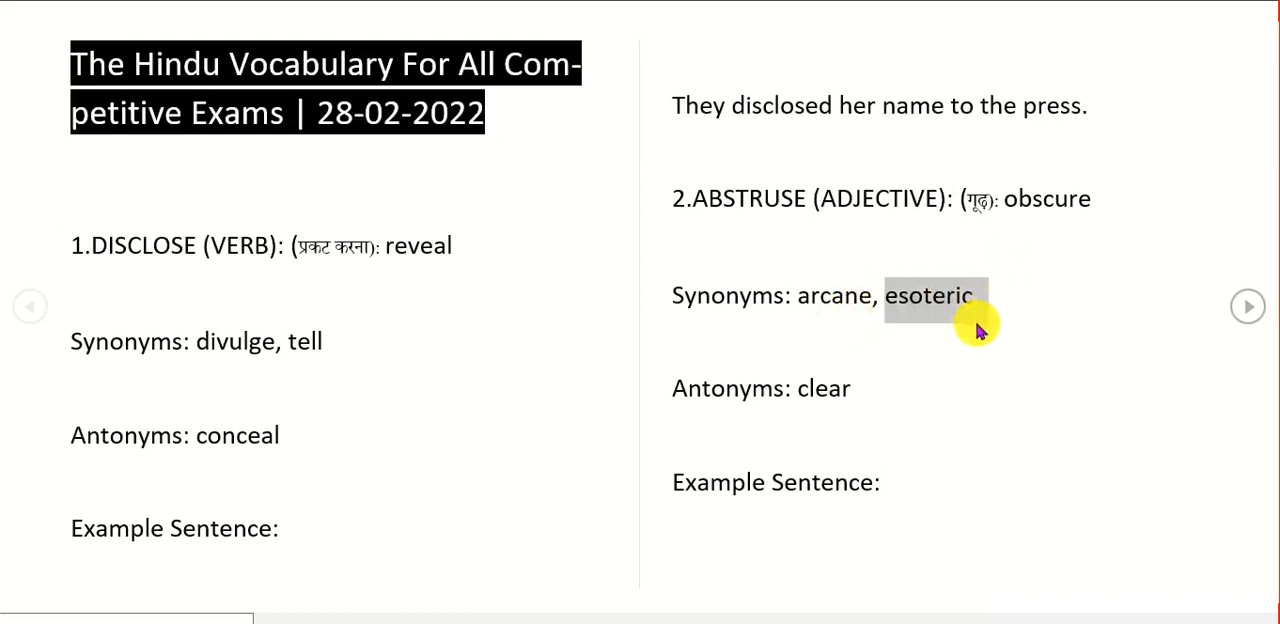 The Hindu Vocabulary For All Com-
petitive Exams | 28-02-2022
1.DISCLOSE (VERB): (प्रकट करना): reveal
Synonyms: divulge, tell
Antonyms: conceal
Example Sentence:
They disclosed her name to the press.
2.ABSTRUSE (ADJECTIVE): (गूढ़): obscure
Synonyms: arcane, esoteric
Antonyms: clear
Example Sentence: